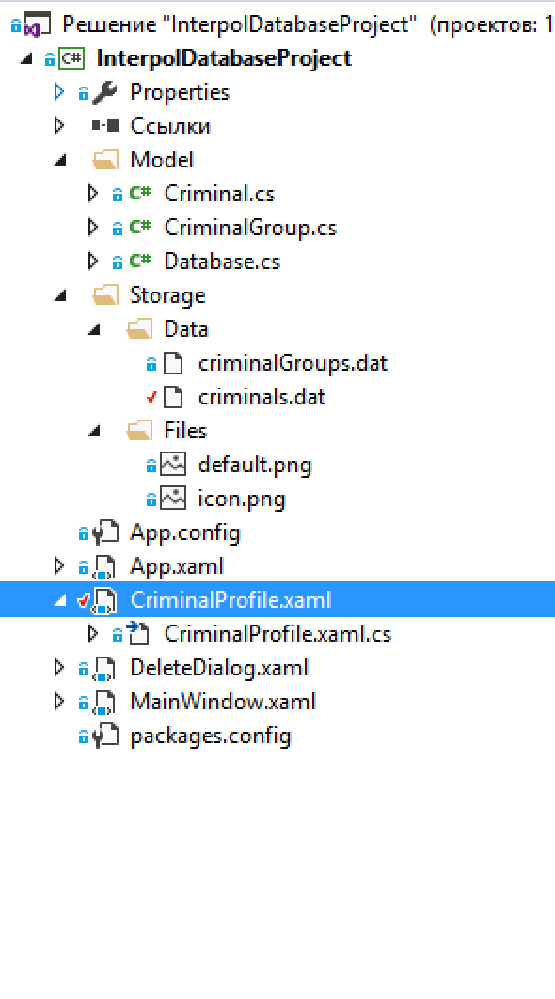 Решение "InterpolDatabaseProject" (проектов: 1
C# InterpolDatabaseProject
Properties
Ссылки
Model
C# Criminal.cs
C# CriminalGroup.cs
C# Database.cs
Storage
Data
criminalGroups.dat
criminals.dat
Files
default.png
icon.png
App.config
App.xaml
CriminalProfile.xaml
CriminalProfile.xaml.cs
DeleteDialog.xaml
MainWindow.xaml
packages.config